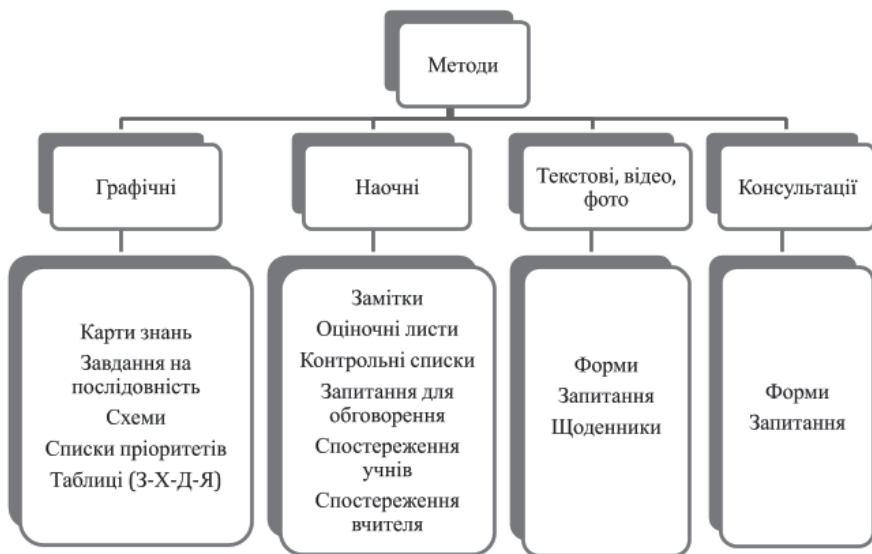 Методи
Графічні
Наочні
Текстові, відео,
фото
Консультації
Карти знань
Завдання на
послідовність
Схеми
Списки пріоритетів
Таблиці (З-Х-Д-Я)
Замітки
Оціночні листи
Контрольні списки
Запитання для
обговорення
Спостереження
учнів
Спостереження
вчителя
Форми
Запитання
Щоденники
Форми
Запитання